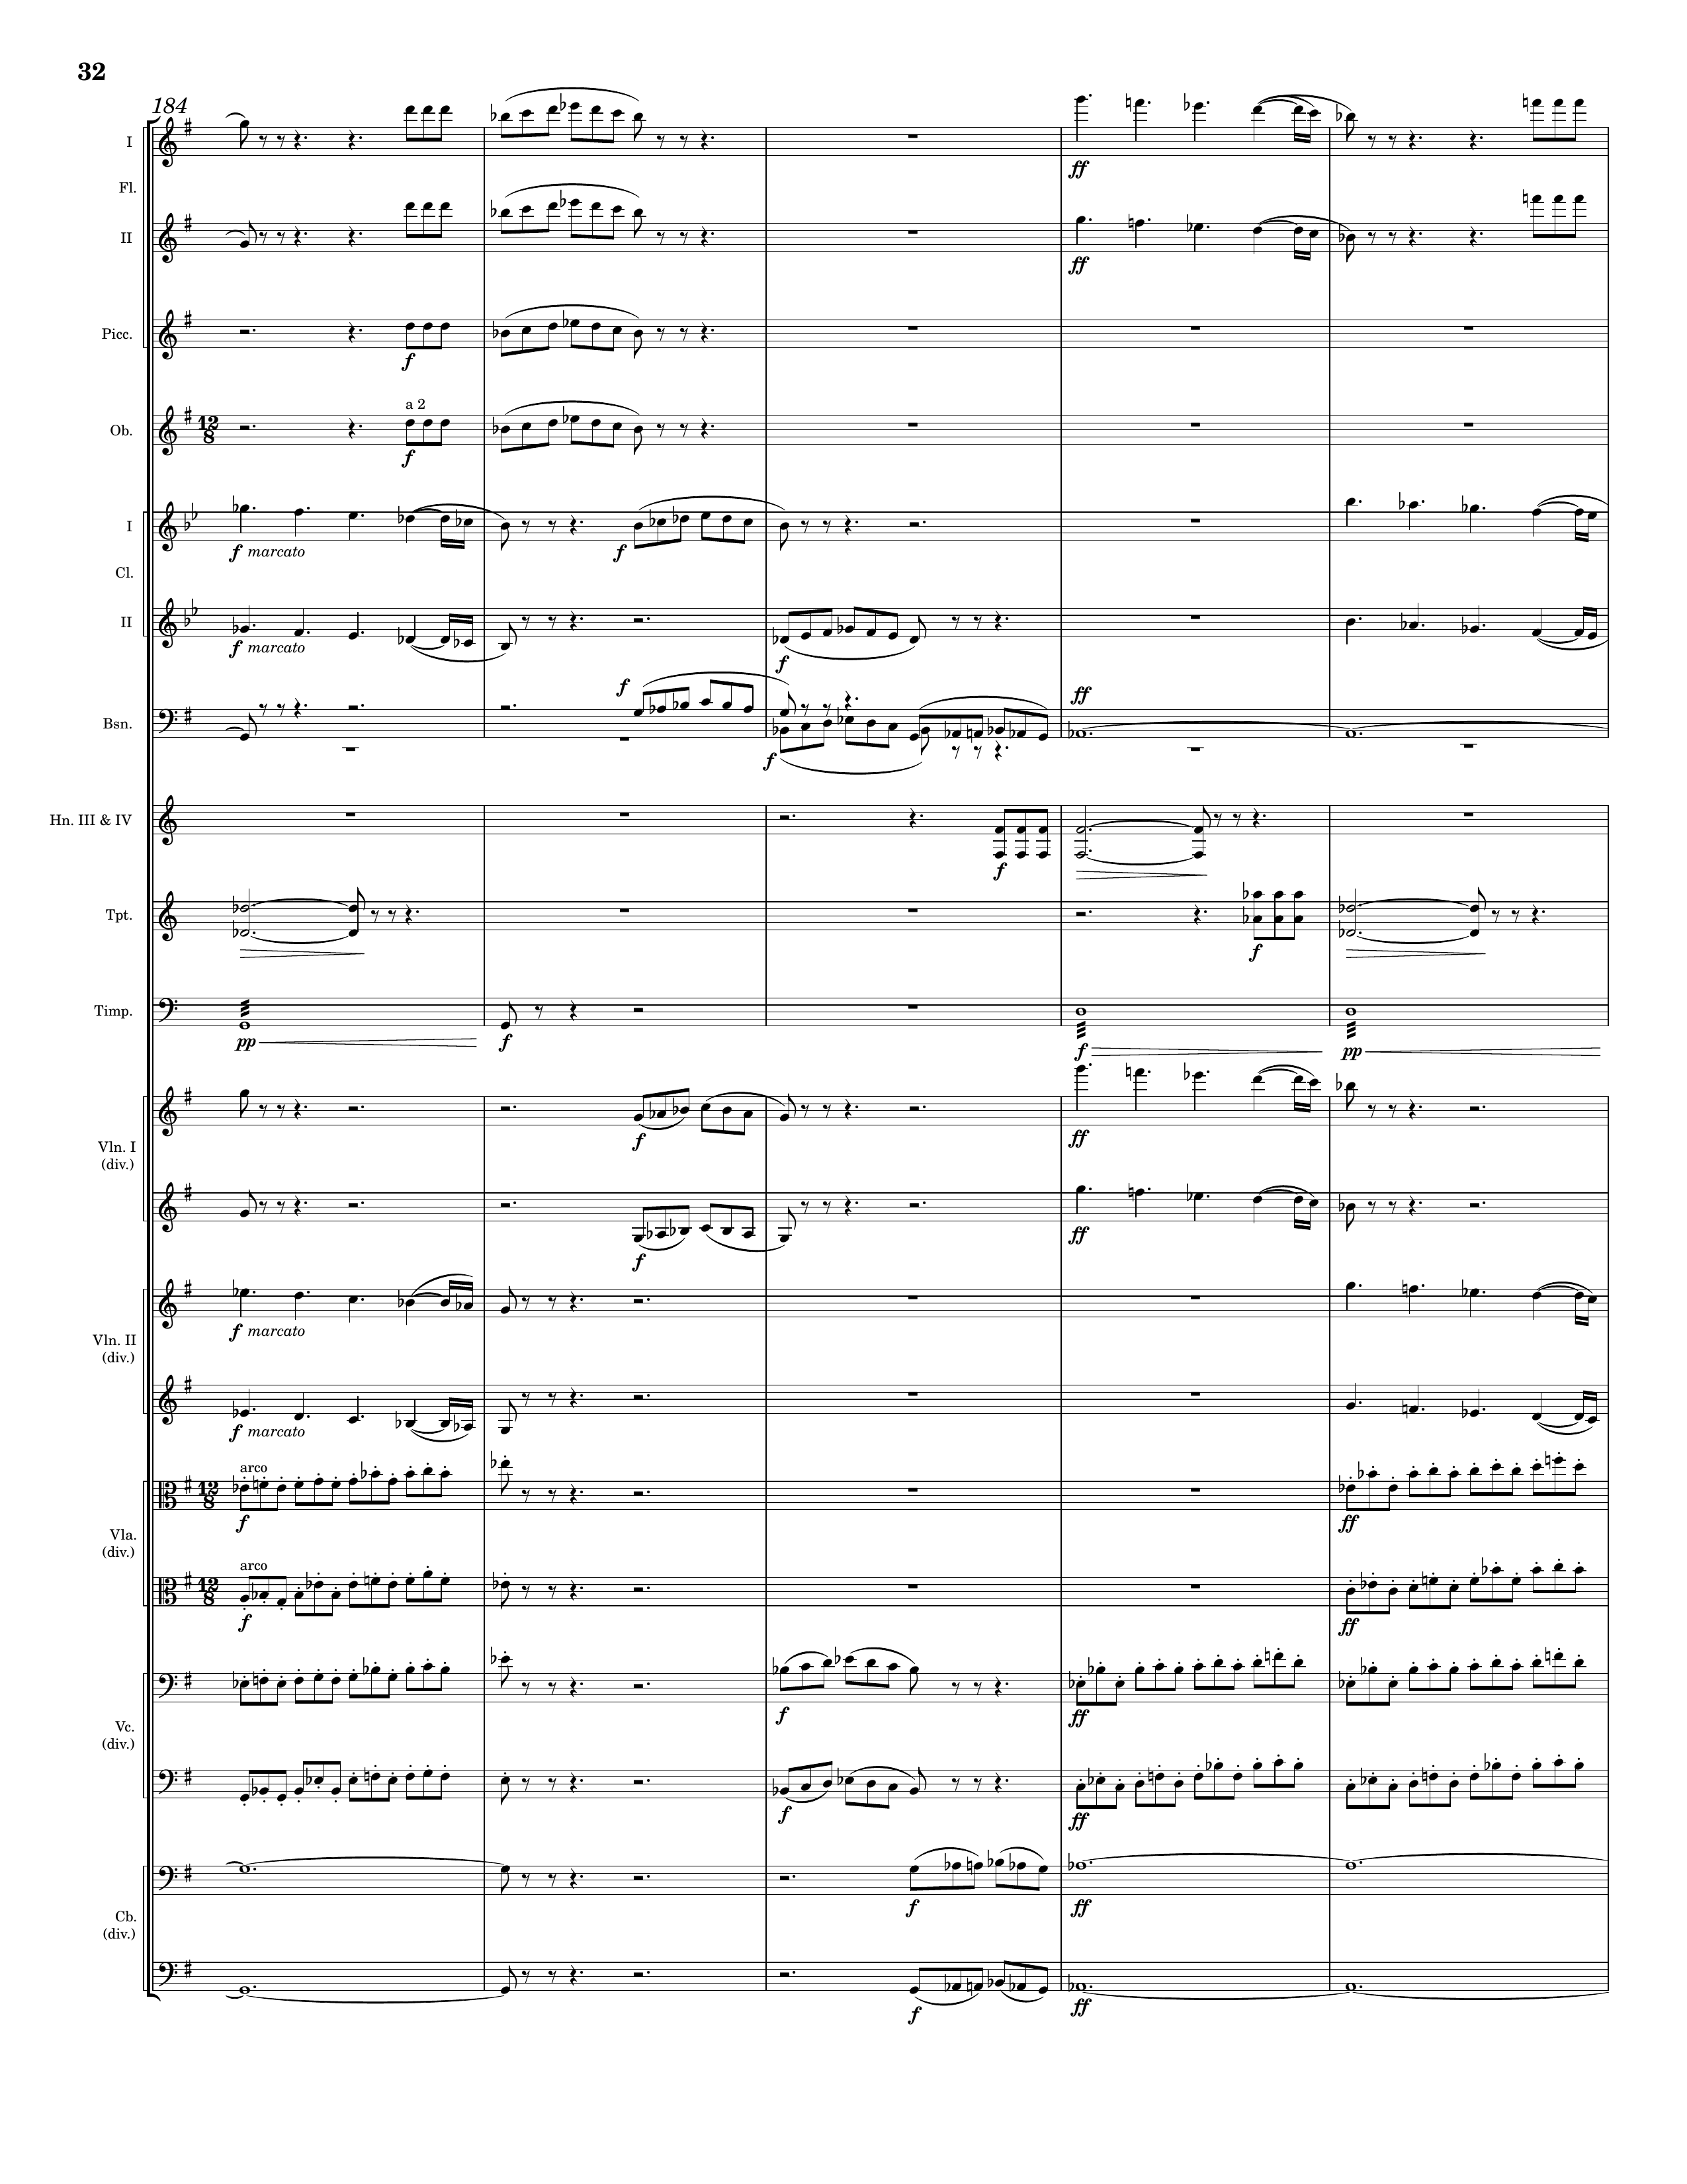 32
184
I
Fl.
II
Picc.
f
a 2
Ob.
12
8
f
I
f marcato
f
Cl.
II
f marcato
f
f
ff
Bsn.
f
Hn. III & IV
f
Tpt.
f
Timp.
pp
f
f
pp
ff
ff
f
ff
Vln. I
(div.)
f
ff
f marcato
Vln. II
(div.)
f marcato
arco
12
8
f
ff
Vla.
(div.)
arco
12
8
f
ff
f
ff
Vc.
(div.)
f
ff
f
ff
Cb.
(div.)
f
ff